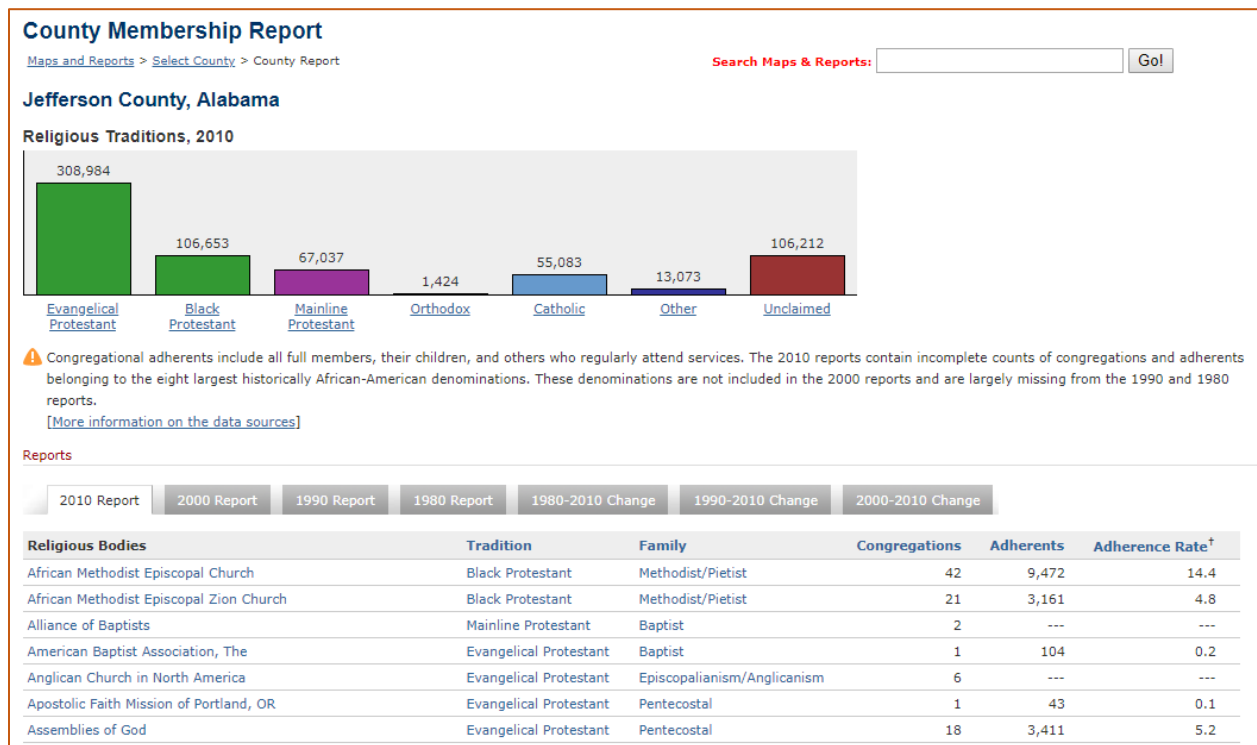 County Membership Report
Maps and Reports > Select County > County Report
Search Maps & Reports: Go!
Jefferson County, Alabama
Religious Traditions, 2010
308,984
106,653
67,037
1,424
55,083
13,073
106,212
Evangelical Protestant
Black Protestant
Mainline Protestant
Orthodox
Catholic
Other
Unclaimed
Congregational adherents include all full members, their children, and others who regularly attend services. The 2010 reports contain incomplete counts of congregations and adherents
belonging to the eight largest historically African-American denominations. These denominations are not included in the 2000 reports and are largely missing from the 1990 and 1980
reports.
[More information on the data sources]
Reports
2010 Report 2000 Report 1990 Report 1980 Report 1980-2010 Change 1990-2010 Change 2000-2010 Change
Religious Bodies Tradition Family Congregations Adherents Adherence Rate†
African Methodist Episcopal Church Black Protestant Methodist/Pietist 42 9,472 14.4
African Methodist Episcopal Zion Church Black Protestant Methodist/Pietist 21 3,161 4.8
Alliance of Baptists Mainline Protestant Baptist 2 --- ---
American Baptist Association, The Evangelical Protestant Baptist 1 104 0.2
Anglican Church in North America Evangelical Protestant Episcopalianism/Anglicanism 6 --- ---
Apostolic Faith Mission of Portland, OR Evangelical Protestant Pentecostal 1 43 0.1
Assemblies of God Evangelical Protestant Pentecostal 18 3,411 5.2